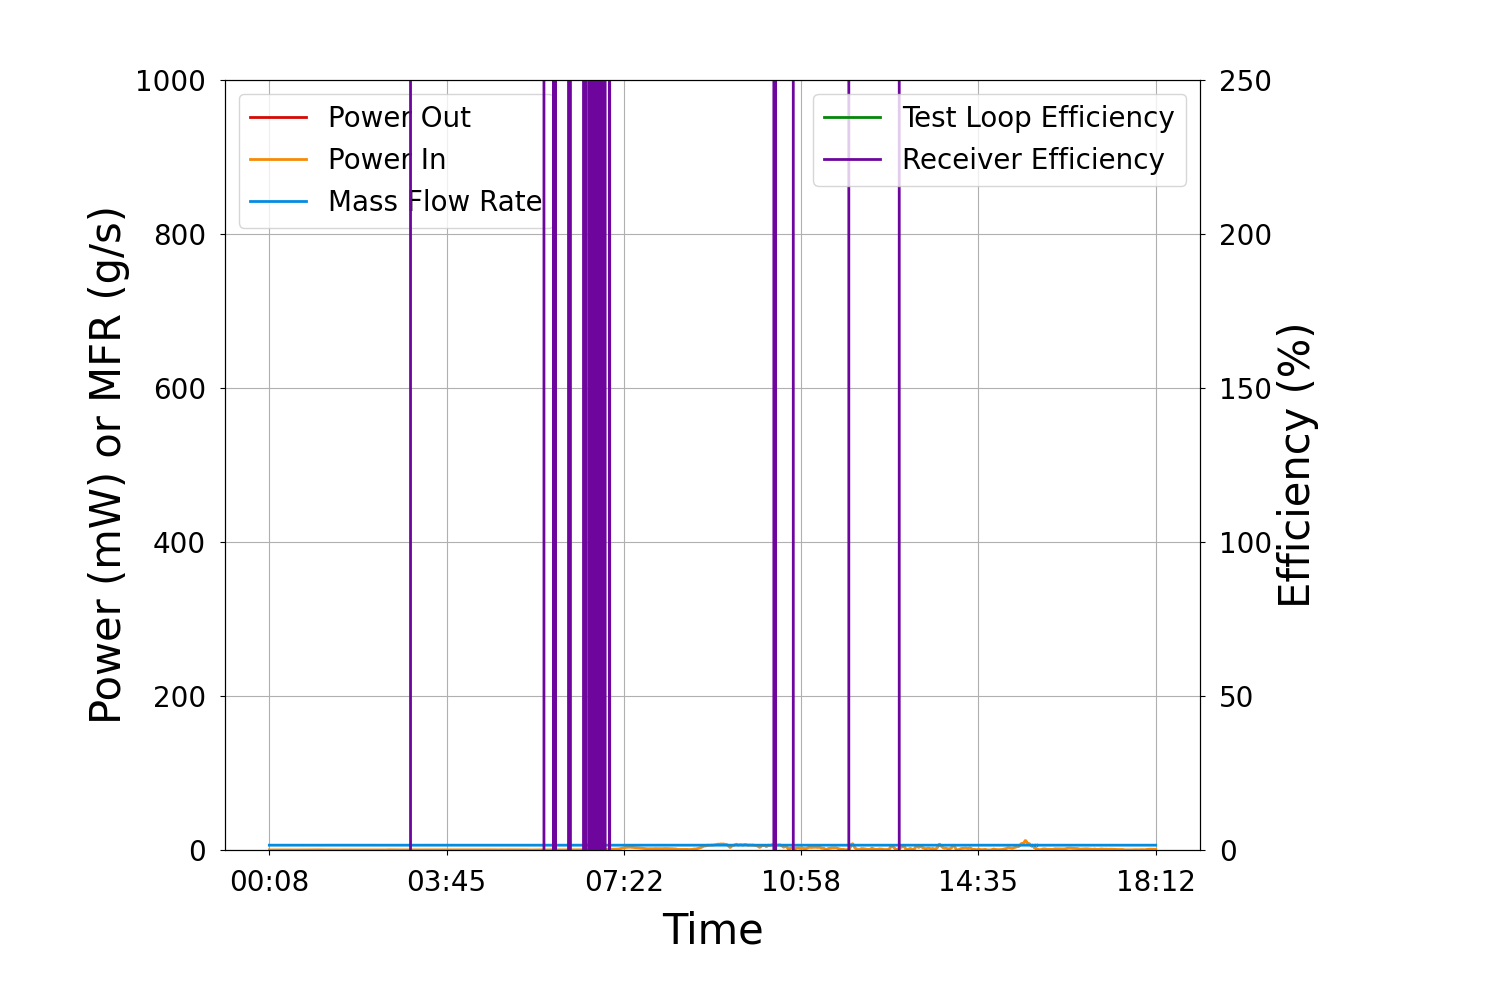 1000
800
600
400
200
0
Power (mW) or MFR (g/s)
Power Out
Power In
Mass Flow Rate
Test Loop Efficiency
Receiver Efficiency
250
200
150
100
50
0
Efficiency (%)
00:08 03:45 07:22 10:58 14:35 18:12
Time